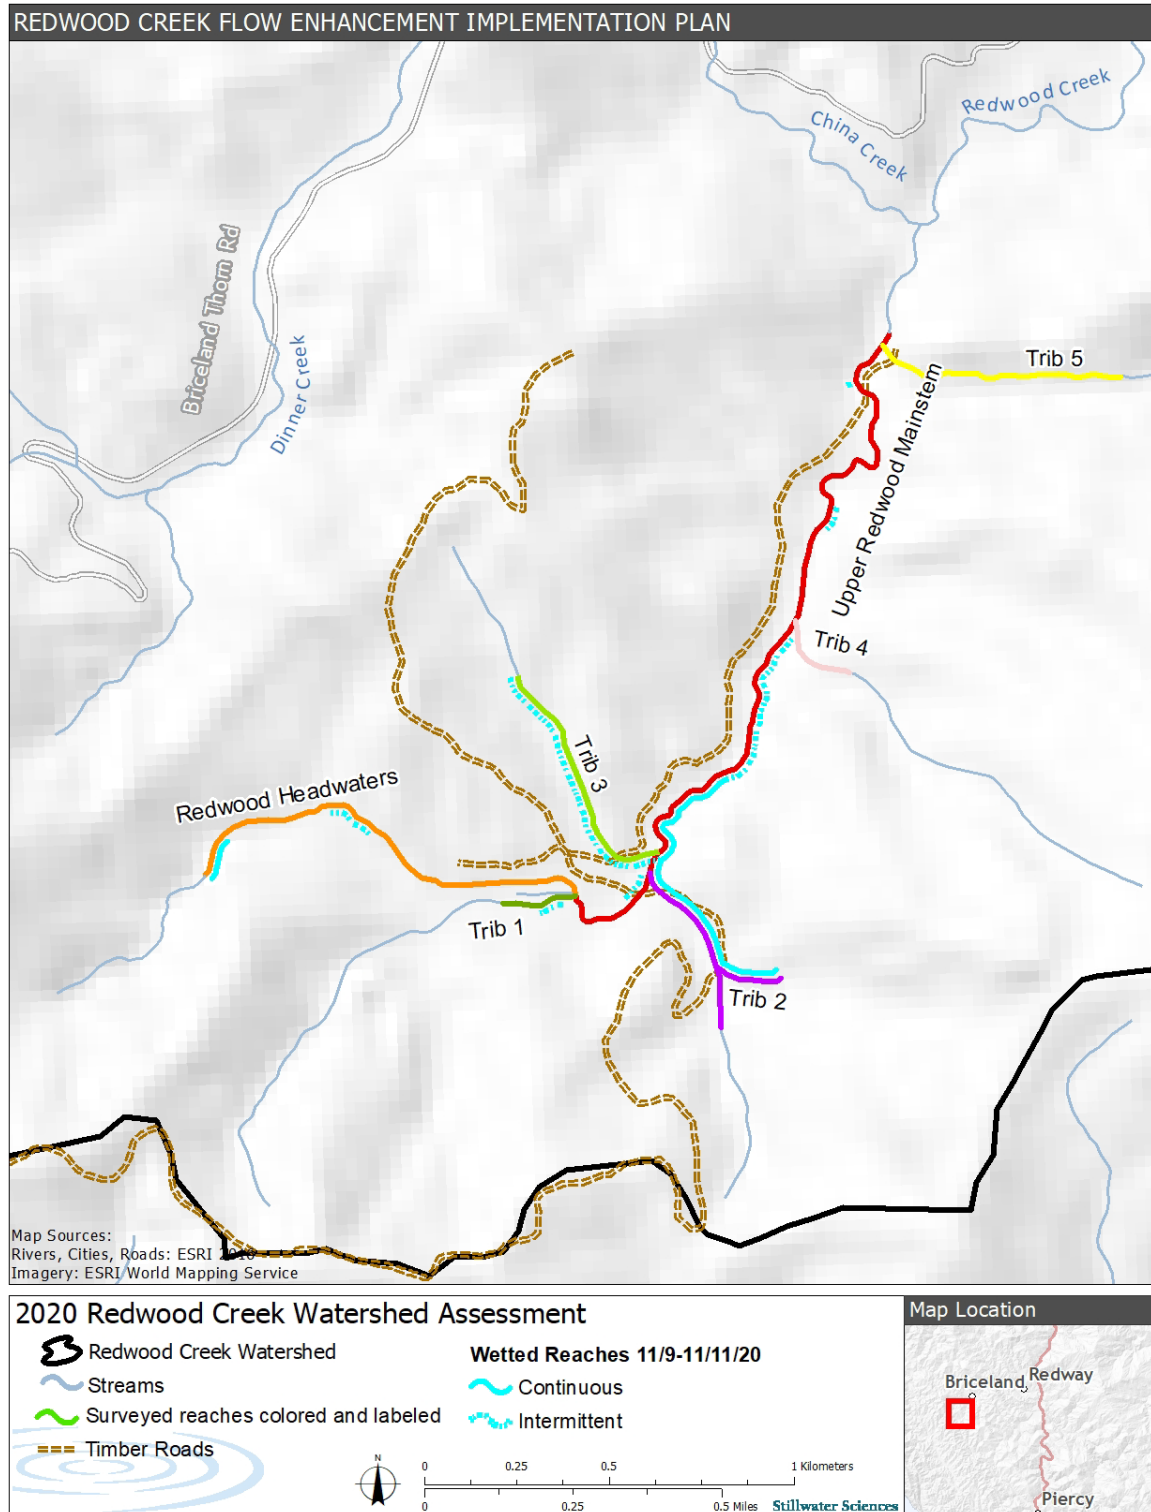 REDWOOD CREEK FLOW ENHANCEMENT IMPLEMENTATION PLAN
Redwood Creek
China Creek
Briceland Thorn Rd
Dinner Creek
Trib 5
Upper Redwood Mainstem
Trib 4
Trib 3
Redwood Headwaters
Trib 1
Trib 2
Map Sources:
Rivers, Cities, Roads: ESRI
Imagery: ESRI World Mapping Service
2020 Redwood Creek Watershed Assessment
Redwood Creek Watershed
Streams
Surveyed reaches colored and labeled
Timber Roads
Wetted Reaches 11/9-11/11/20
Continuous
Intermittent
N
0 0.25 0.5 1 Kilometers
0 0.25 0.5 Miles
Stillwater Sciences
Map Location
Briceland
Redway
Piercy